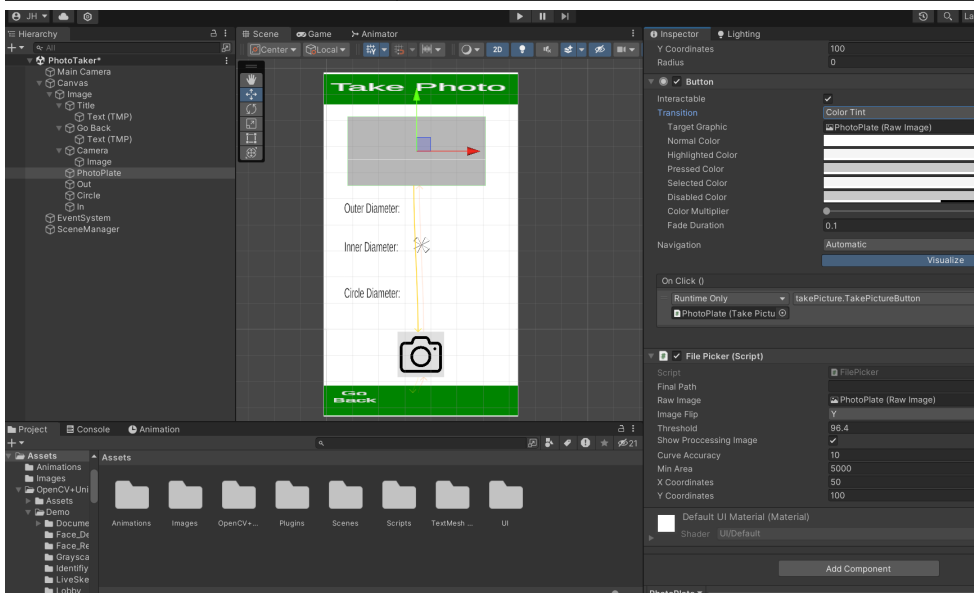 JH
La
Hierarchy
All
PhotoTaker*
Main Camera
Canvas
Image
Title
Text (TMP)
Go Back
Text (TMP)
Camera
Image
PhotoPlate
Out
Circle
In
EventSystem
SceneManager
Scene Game Animator
Center Local 2D
Take Photo
Outer Diameter:
Inner Diameter:
Circle Diameter:
Go
Back
Inspector Lighting
Y Coordinates 100
Radius 0
Button
Interactable
Transition Color Tint
Target Graphic PhotoPlate (Raw Image)
Normal Color
Highlighted Color
Pressed Color
Selected Color
Disabled Color
Color Multiplier
Fade Duration 0.1
Navigation Automatic
Visualize
On Click ()
Runtime Only takePicture.TakePictureButton
PhotoPlate (Take Pictu
File Picker (Script)
Script FilePicker
Final Path
Raw Image PhotoPlate (Raw Image)
Image Flip Y
Threshold 96.4
Show Proccessing Image
Curve Accuracy 10
Min Area 5000
X Coordinates 50
Y Coordinates 100
Default UI Material (Material)
Shader UI/Default
Add Component
PhotoPlate
Project Console Animation
21
Assets
Animations
Images
OpenCV+Uni
Assets
Demo
Docume
Face_De
Face_Re
Grayscal
Identifiy
LiveSke
Lobby
Assets
Animations Images OpenCV+... Plugins Scenes Scripts TextMesh ... UI